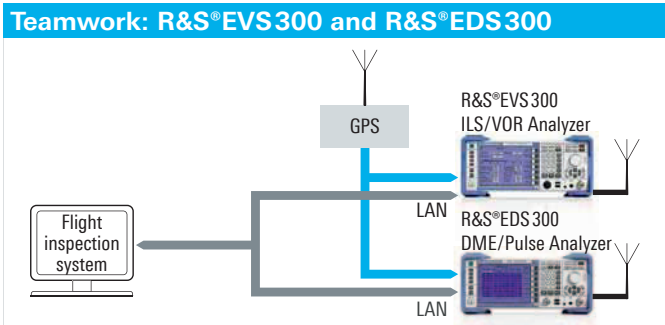 Teamwork: R&S®EVS300 and R&S®EDS300
GPS
R&S®EVS300
ILS/VOR Analyzer
LAN
Flight
inspection
system
R&S®EDS300
DME/Pulse Analyzer
LAN